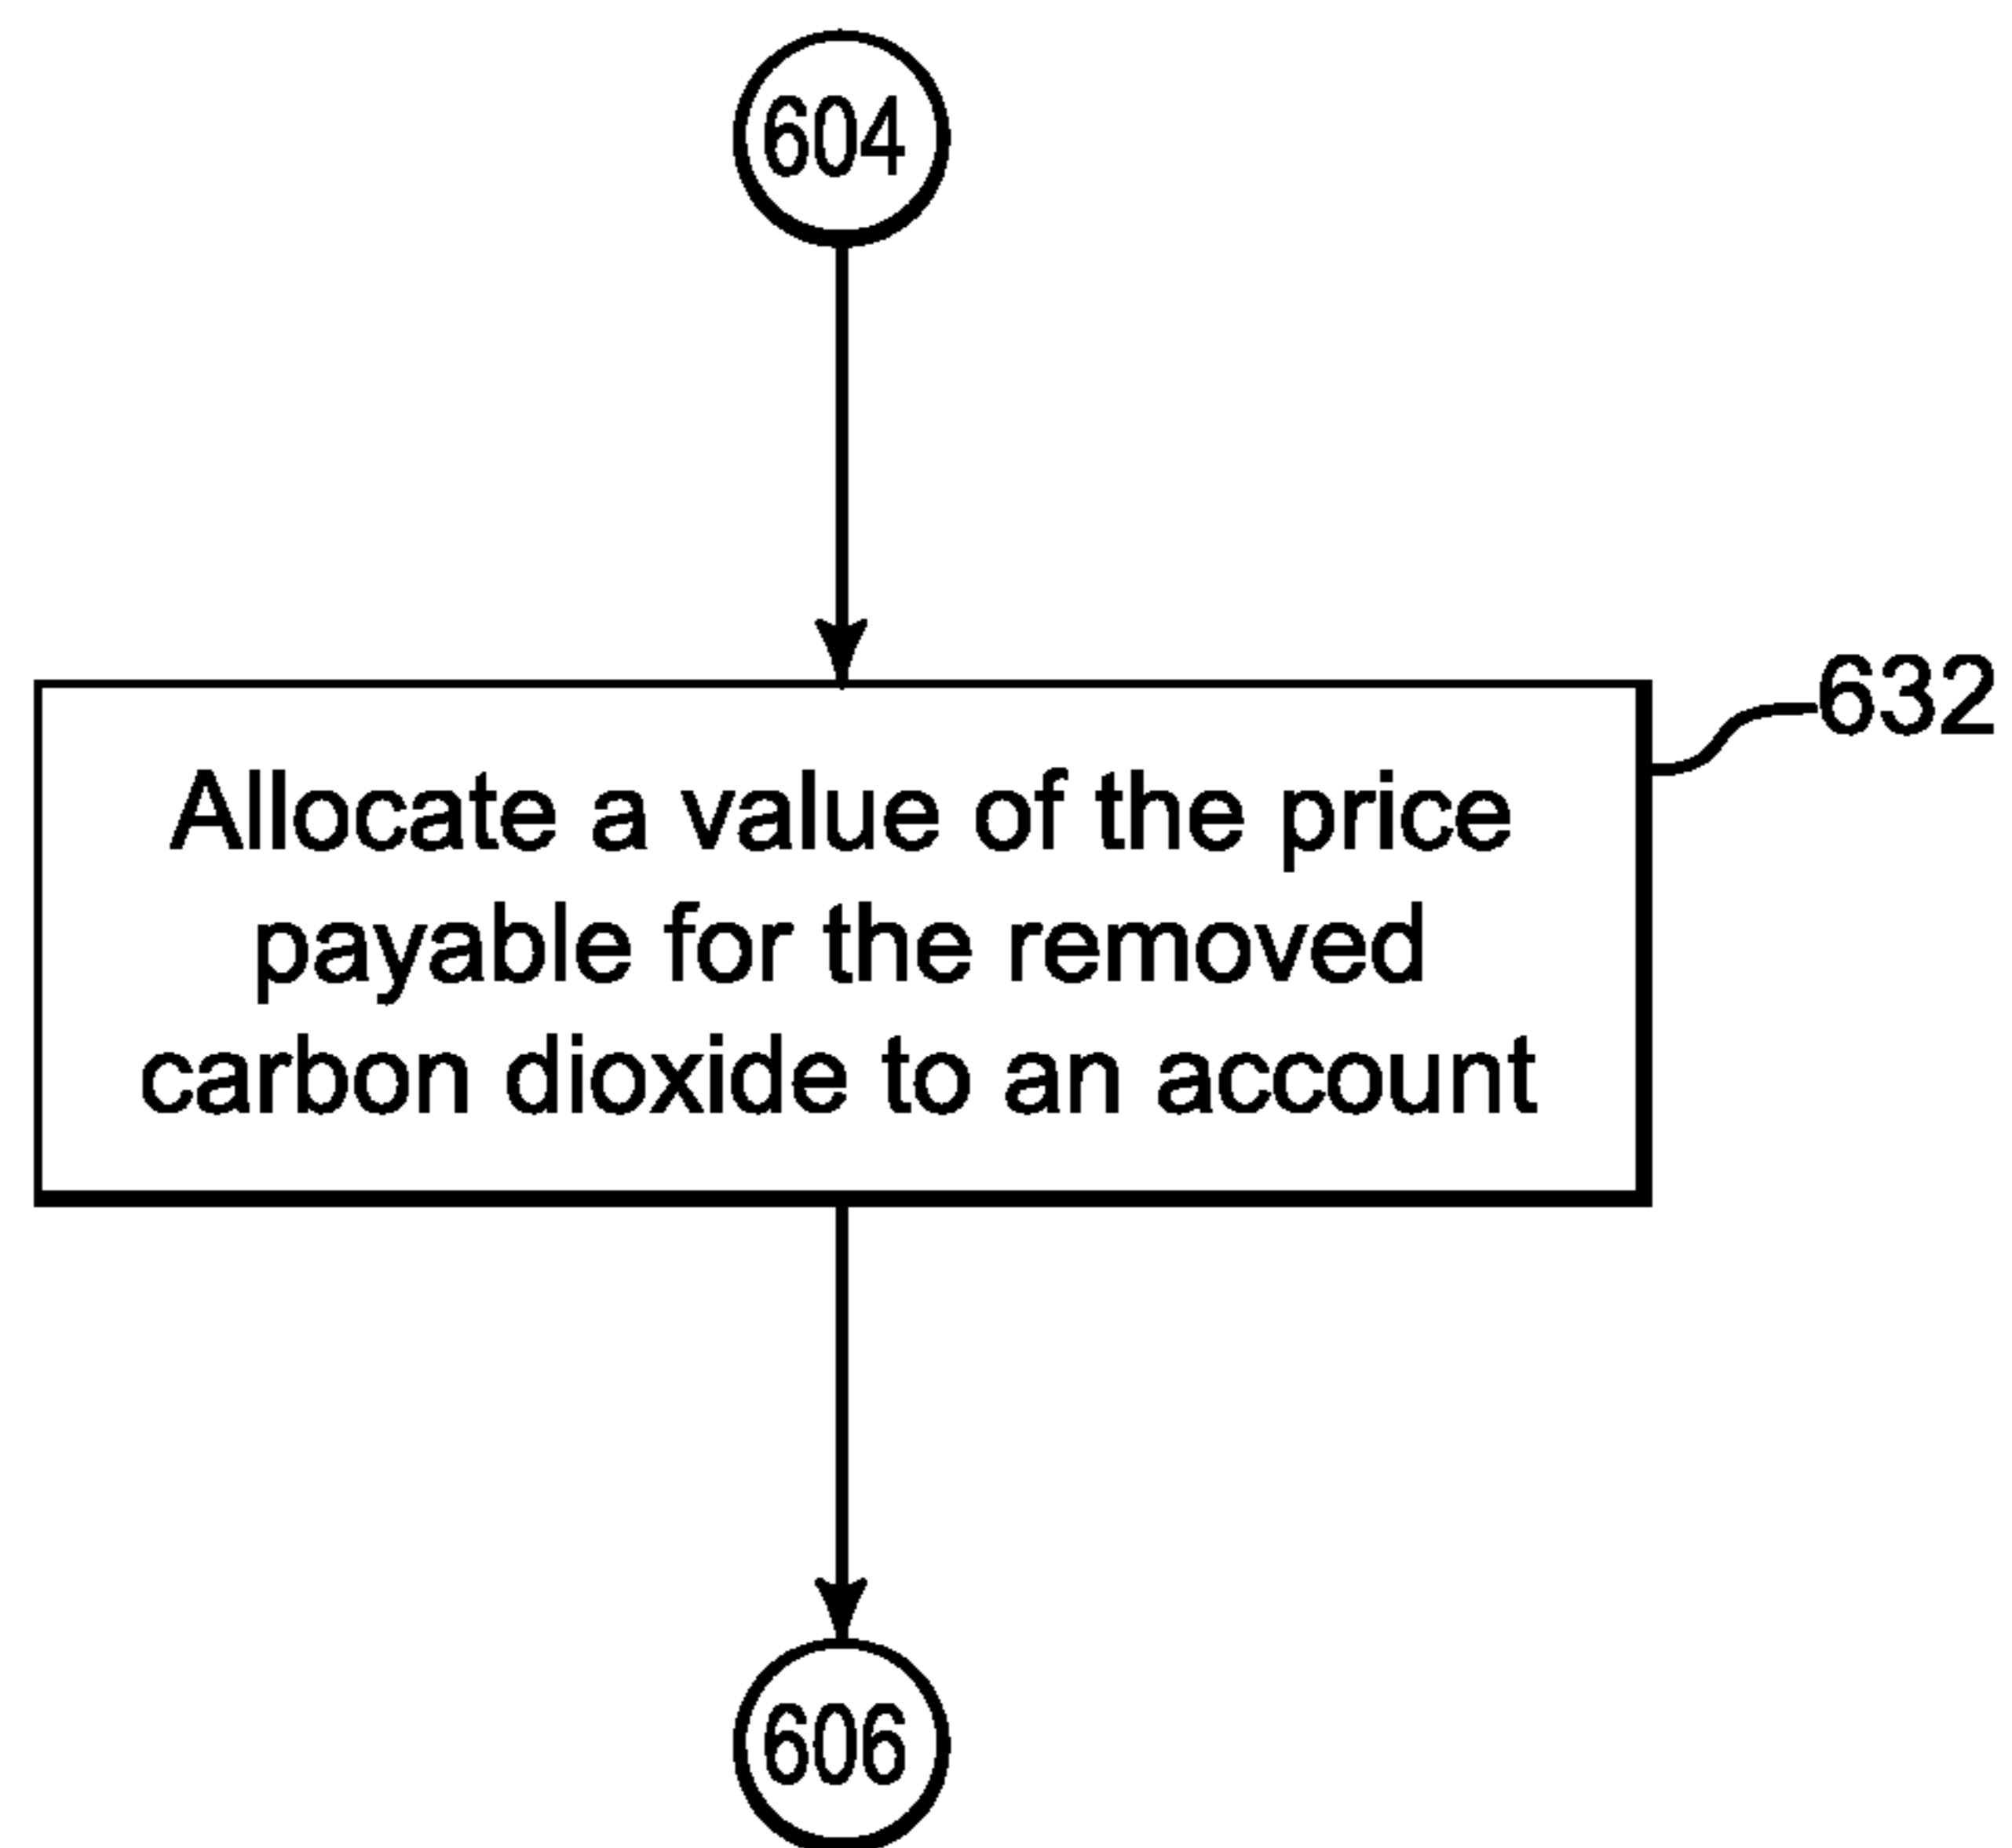 604
632
Allocate a value of the price
payable for the removed
carbon dioxide to an account
606